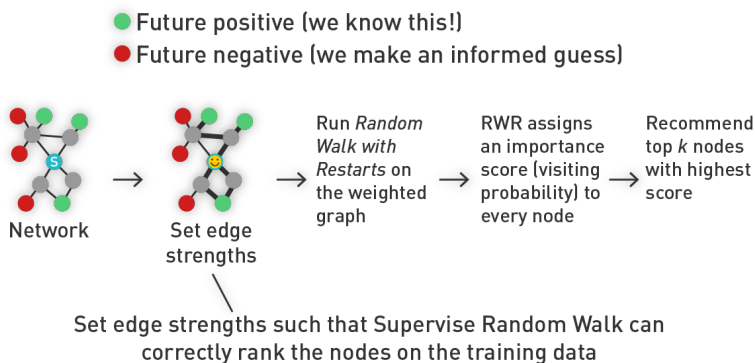 Future positive (we know this!)
Future negative (we make an informed guess)
S
Network
Set edge
strengths
Run Random
Walk with
Restarts on
the weighted
graph
RWR assigns
an importance
score (visiting
probability) to
every node
Recommend
top k nodes
with highest
score
Set edge strengths such that Supervise Random Walk can
correctly rank the nodes on the training data